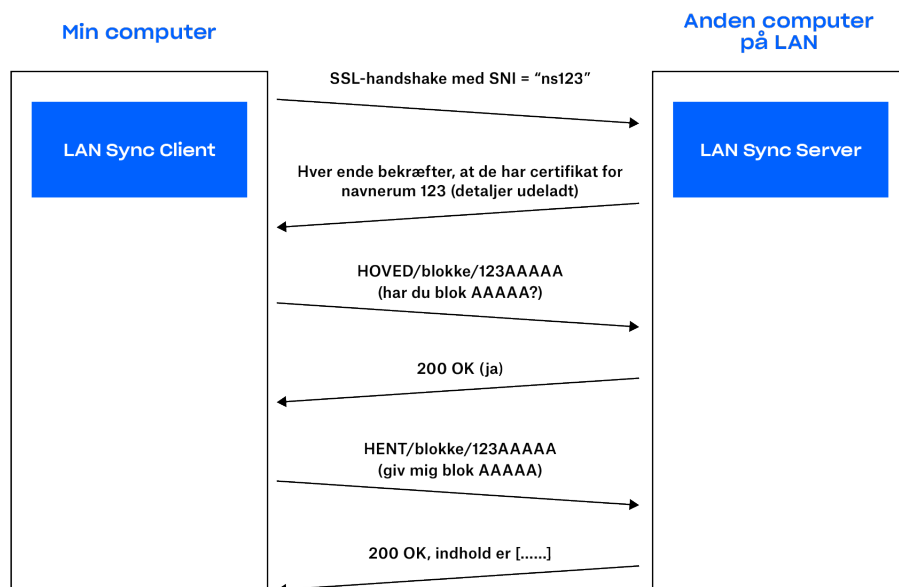 Min computer
Anden computer
på LAN
LAN Sync Client
LAN Sync Server
SSL-handshake med SNI = “ns123”
Hver ende bekræfter, at de har certifikat for
navnerum 123 (detaljer udeladt)
HOVED/blokke/123AAAAA
(har du blok AAAAA?)
200 OK (ja)
HENT/blokke/123AAAAA
(giv mig blok AAAAA)
200 OK, indhold er [......]